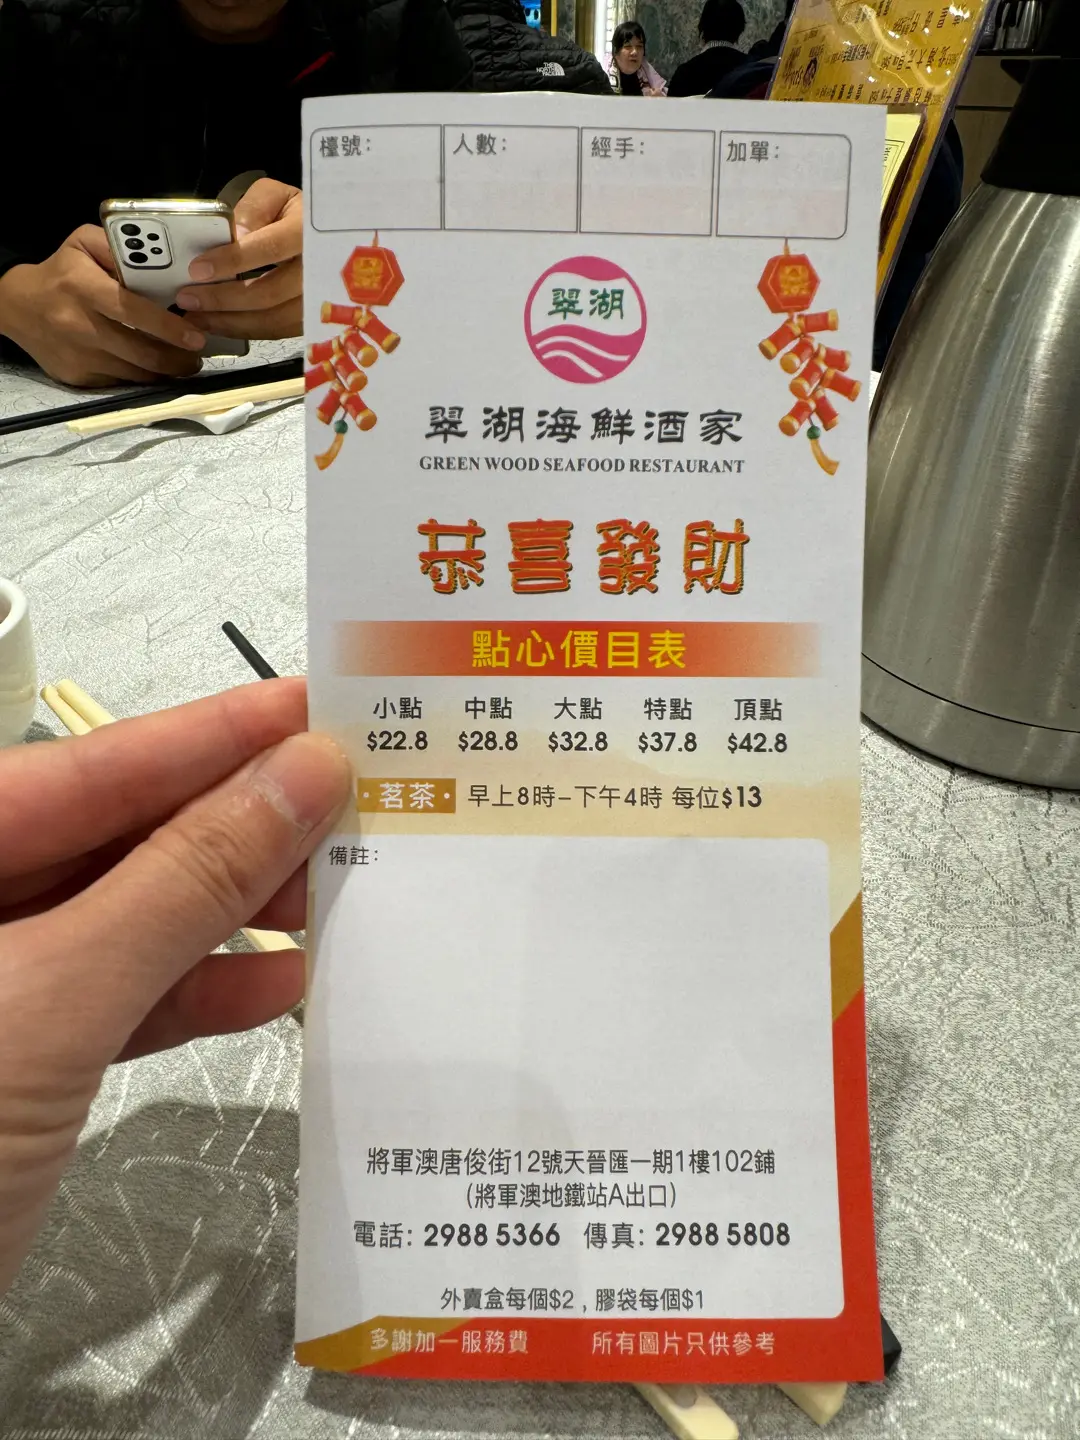 THE NORTH FACE
檯號：
人數：
經手：
加單：
翠湖
翠湖海鮮酒家
GREEN WOOD SEAFOOD RESTAURANT
恭喜發財
點心價目表
小點 中點 大點 特點 頂點
$22.8 $28.8 $32.8 $37.8 $42.8
·茗茶· 早上8時-下午4時 每位$13
備註：
將軍澳唐俊街12號天晉匯一期1樓102鋪
(將軍澳地鐵站A出口)
電話: 2988 5366 傳真: 2988 5808
外賣盒每個$2 , 膠袋每個$1
多謝加一服務費 所有圖片只供參考